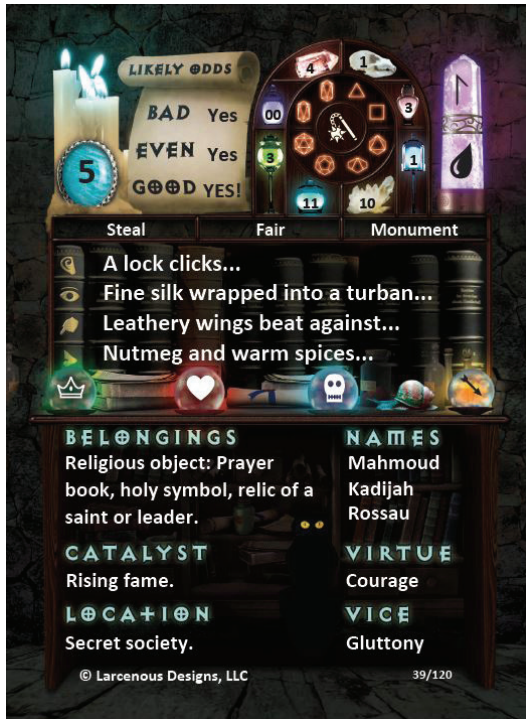 LIKELY ODDS
BAD Yes
EVEN Yes
GOOD YES!
5
4
1
00
3
3
1
11
10
Steal Fair Monument
A lock clicks...
Fine silk wrapped into a turban...
Leathery wings beat against...
Nutmeg and warm spices...
BELONGINGS
Religious object: Prayer
book, holy symbol, relic of a
saint or leader.
NAMES
Mahmoud
Kadijah
Rossau
CATALYST
Rising fame.
VIRTUE
Courage
LOCATION
Secret society.
VICE
Gluttony
© Larcenous Designs, LLC
39/120